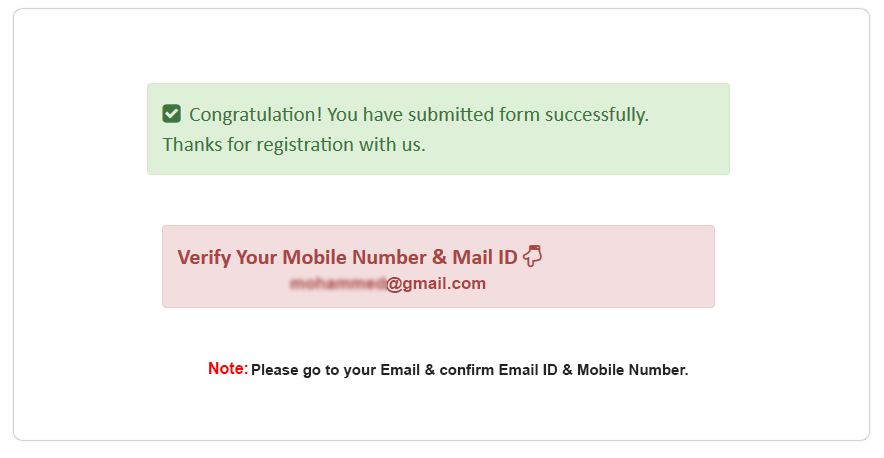 Congratulation! You have submitted form successfully.
Thanks for registration with us.
Verify Your Mobile Number & Mail ID
@gmail.com
Note: Please go to your Email & confirm Email ID & Mobile Number.